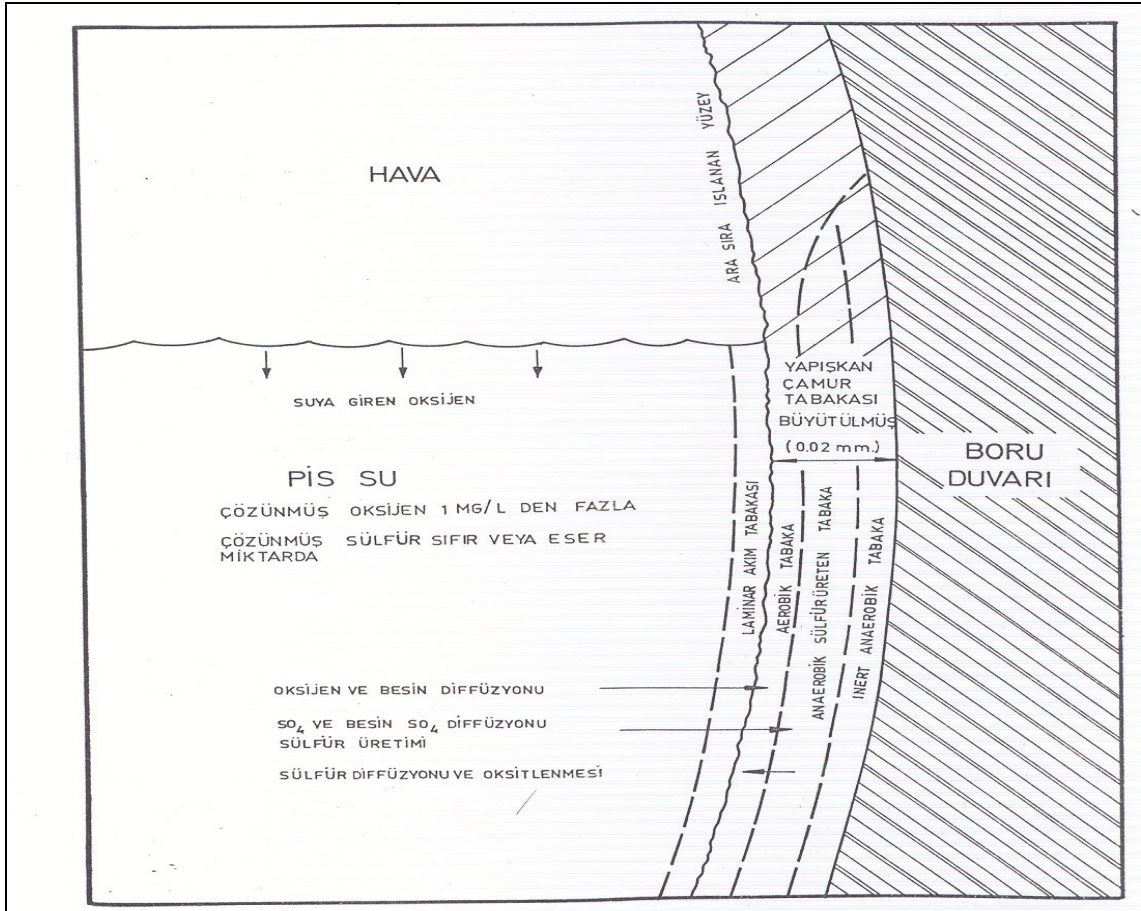 HAVA
ARA SIRA ISLANAN YÜZEY
SUYA GİREN OKSİJEN
YAPIŞKAN
ÇAMUR
TABAKASI
BÜYÜTÜLMÜŞ
(0.02 mm.)
BORU
DUVARI
PİS SU
ÇÖZÜNMÜŞ OKSİJEN 1 MG/L DEN FAZLA
ÇÖZÜNMÜŞ SÜLFÜR SIFIR VEYA ESER
MİKTARDA
LAMİNAR AKIM TABAKASI
AEROBİK TABAKA
ANAEROBİK SÜLFÜR ÜRETEN TABAKA
INERT ANAEROBİK TABAKA
OKSİJEN VE BESİN DİFFÜZYONU
SO₄ VE BESİN SO₄ DİFFÜZYONU
SÜLFÜR ÜRETİMİ
SÜLFÜR DİFFÜZYONU VE OKSİTLENMESİ